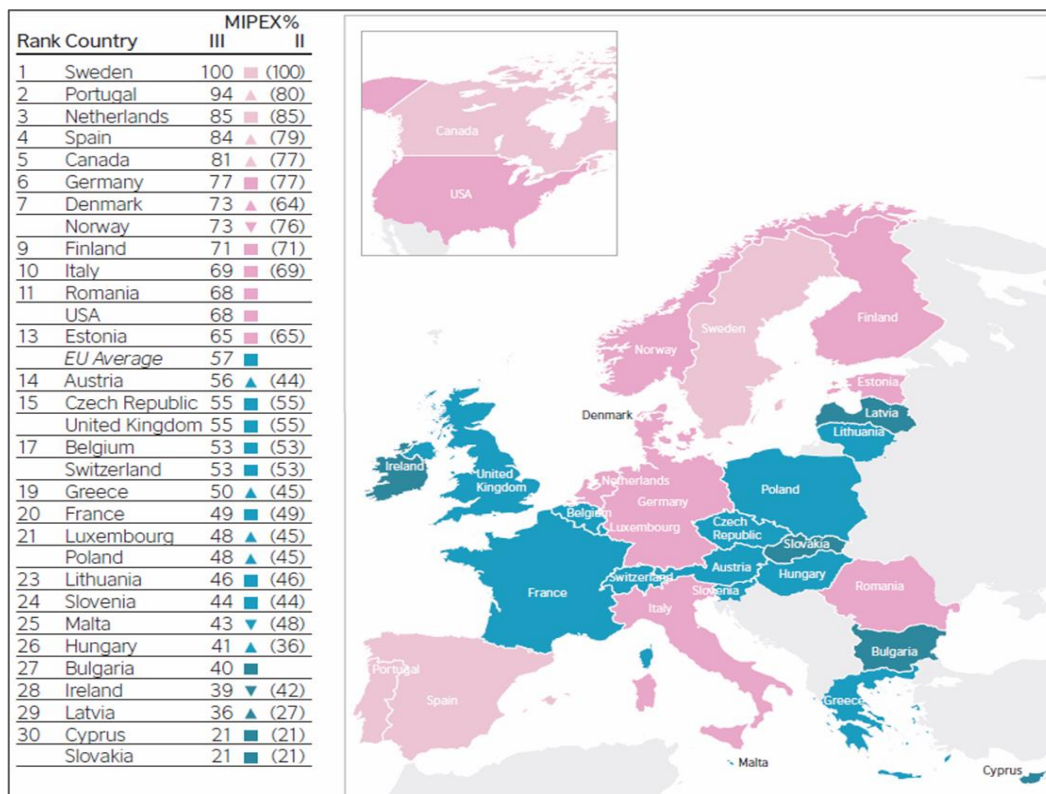 MIPEX%
Rank Country III II
1 Sweden 100 (100)
2 Portugal 94 (80)
3 Netherlands 85 (85)
4 Spain 84 (79)
5 Canada 81 (77)
6 Germany 77 (77)
7 Denmark 73 (64)
Norway 73 (76)
9 Finland 71 (71)
10 Italy 69 (69)
11 Romania 68
USA 68
13 Estonia 65 (65)
EU Average 57
14 Austria 56 (44)
15 Czech Republic 55 (55)
United Kingdom 55 (55)
17 Belgium 53 (53)
Switzerland 53 (53)
19 Greece 50 (45)
20 France 49 (49)
21 Luxembourg 48 (45)
Poland 48 (45)
23 Lithuania 46 (46)
24 Slovenia 44 (44)
25 Malta 43 (48)
26 Hungary 41 (36)
27 Bulgaria 40
28 Ireland 39 (42)
29 Latvia 36 (27)
30 Cyprus 21 (21)
Slovakia 21 (21)
Canada
USA
Finland
Sweden
Norway
Estonia
Denmark
Latvia
Lithuania
Ireland
United
Kingdom
Netherlands
Poland
Germany
Belgium
Luxembourg
Czech
Republic
Slovakia
Austria
Hungary
Switzerland
France
Slovenia
Romania
Italy
Bulgaria
Portugal
Spain
Greece
Malta
Cyprus